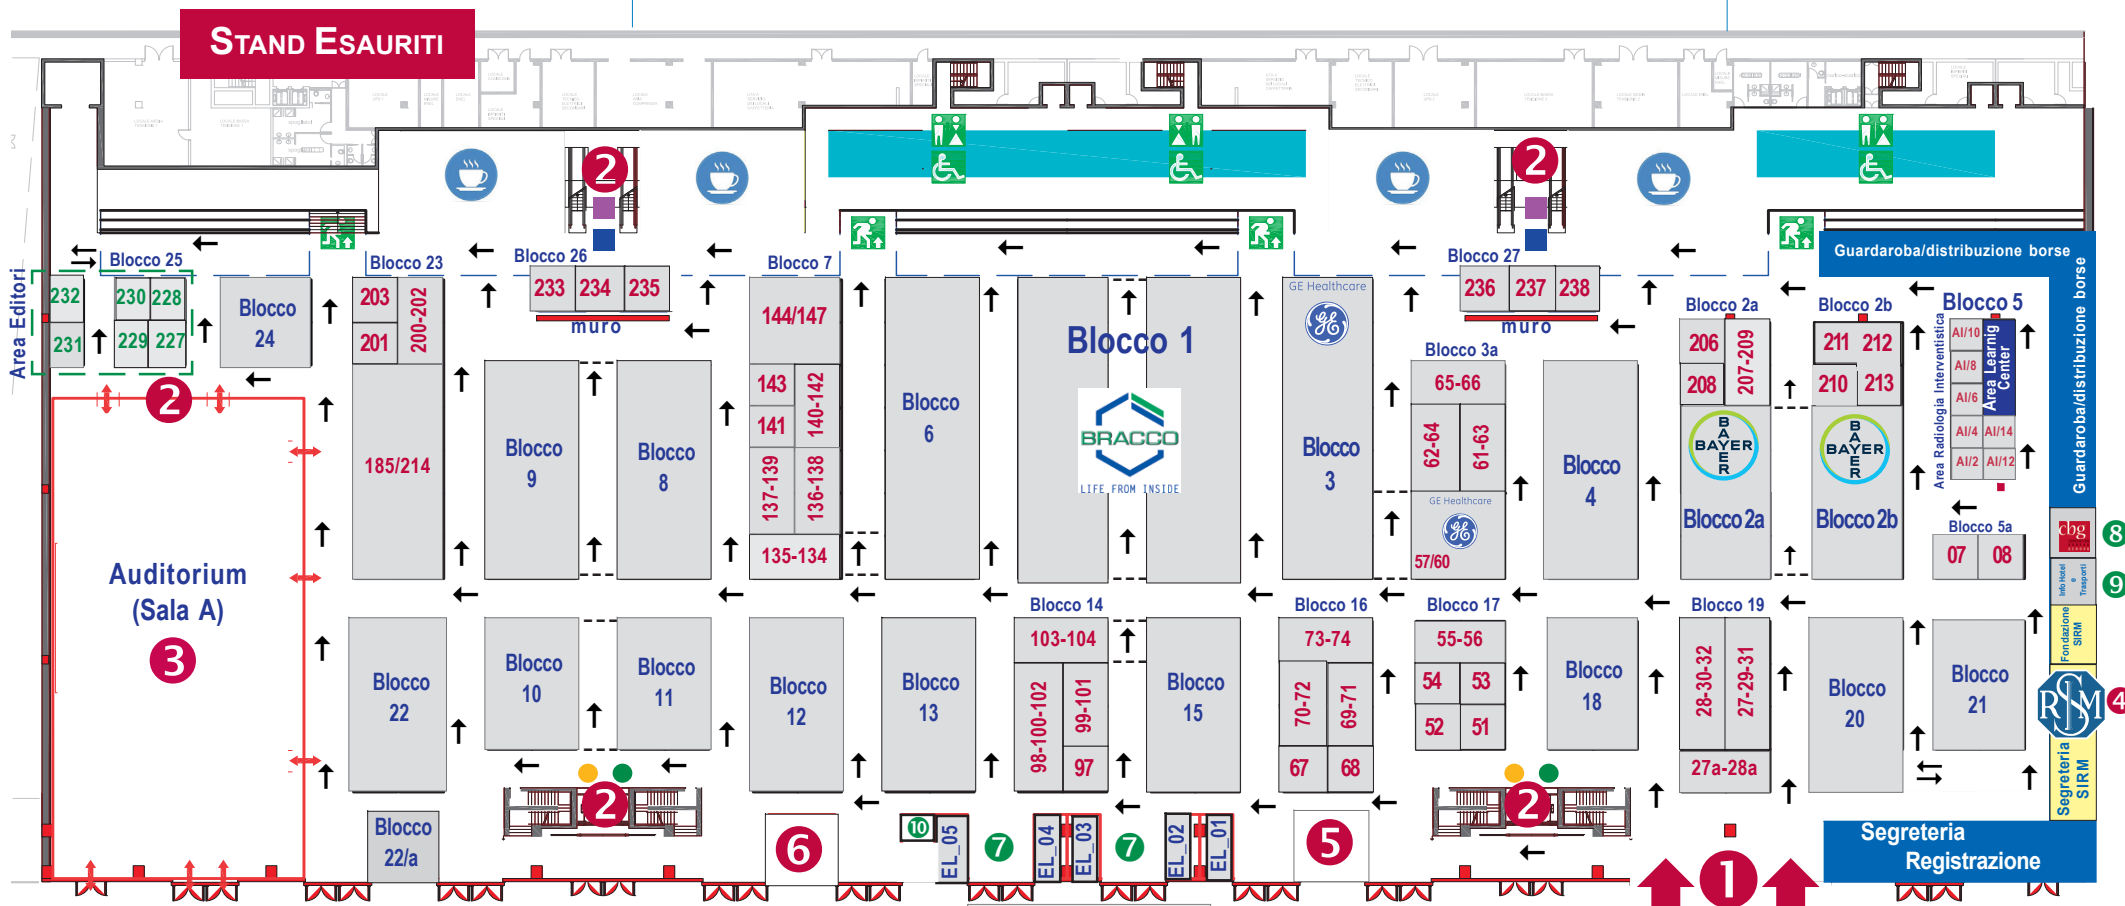 STAND ESAURITI
Area Editori
Blocco 25
232
231
230
228
229
227
Blocco
24
Blocco 23
203
200-202
201
185/214
Blocco 26
233
234
235
muro
Blocco 7
144/147
143
140-142
141
137-139
136-138
135-134
Blocco
9
Blocco
8
Blocco
6
Blocco 1
BRACCO
LIFE FROM INSIDE
GE Healthcare
Blocco
3
Blocco 27
236
237
238
muro
Blocco 3a
65-66
62-64
61-63
GE Healthcare
57/60
Blocco
4
Blocco 2a
206
207-209
208
BAYER
BAYER
Blocco 2a
Blocco 2b
211
212
210
213
BAYER
BAYER
Blocco 2b
Guardaroba/distribuzione borse
Guardaroba/distribuzione borse
Blocco 5
Area Radiologia Interventistica
AI/10
AI/8
AI/6
AI/4
AI/2
Area Learning
Center
AI/14
AI/12
Blocco 5a
07
08
cbg
8
Info Hotel
e
Trasporti
9
Fondazione
SIRM
SIRM
4
Segreteria
SIRM
Auditorium
(Sala A)
3
2
2
2
2
2
Blocco
22
Blocco
10
Blocco
11
Blocco
12
Blocco
13
Blocco 14
103-104
98-100-102
99-101
97
Blocco
15
Blocco 16
73-74
70-72
69-71
67
68
Blocco 17
55-56
54
53
52
51
Blocco
18
Blocco 19
28-30-32
27-29-31
27a-28a
Blocco
20
Blocco
21
Blocco
22/a
6
10
EL_05
7
EL_04
EL_03
7
EL_02
EL_01
5
1
Segreteria
Registrazione